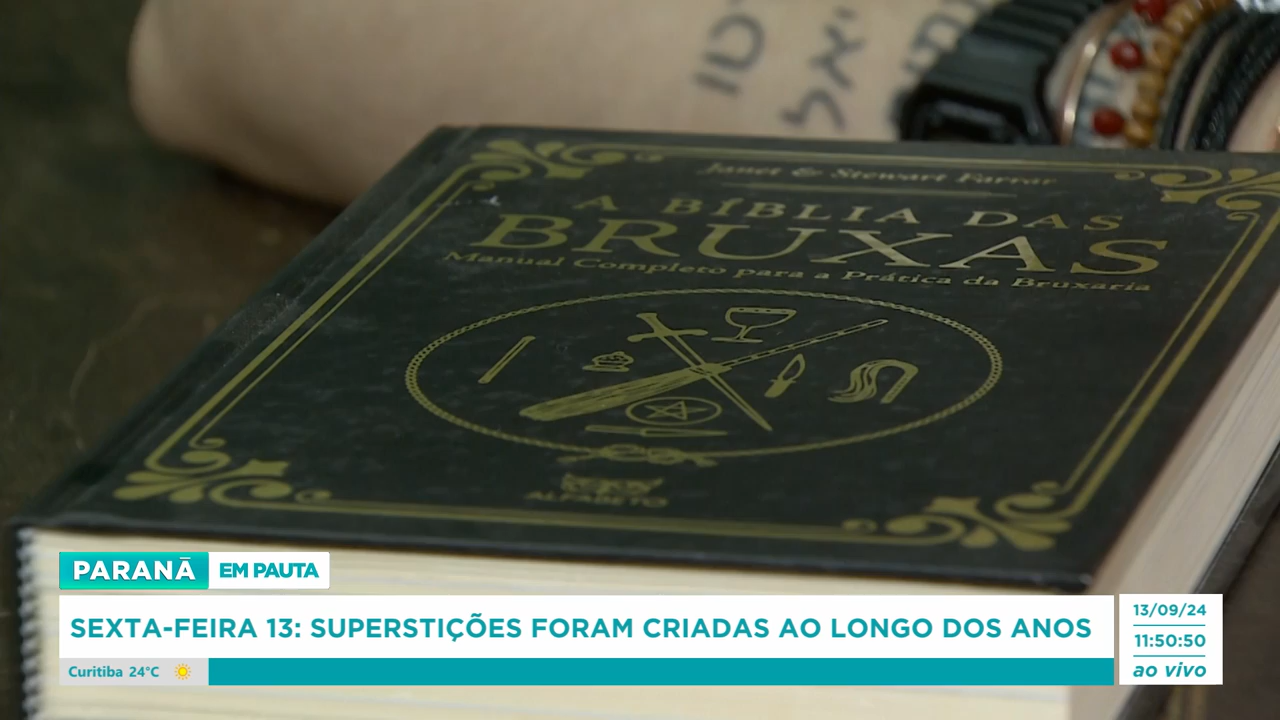 Janet & Stewart Farrar
A BÍBLIA DAS
BRUXAS
Manual Completo para a Prática da Bruxaria
ALFABETO
PARANÁ EM PAUTA
SEXTA-FEIRA 13: SUPERSTIÇÕES FORAM CRIADAS AO LONGO DOS ANOS
13/09/24
11:50:50
ao vivo
Curitiba 24°C